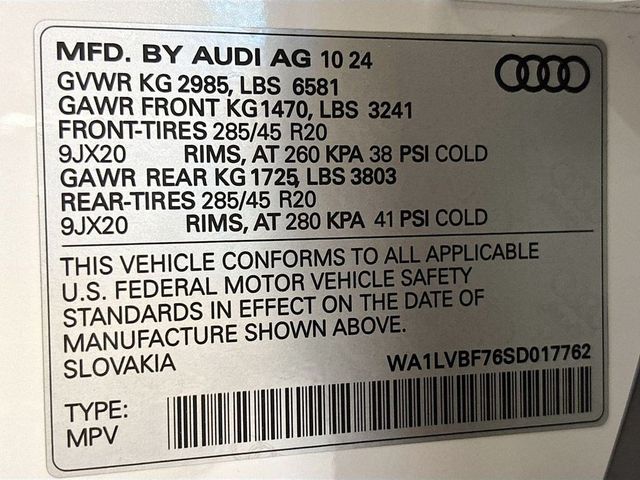 MFD. BY AUDI AG 10 24
GVWR KG 2985, LBS 6581
GAWR FRONT KG1470, LBS 3241
FRONT-TIRES 285/45 R20
9JX20 RIMS, AT 260 KPA 38 PSI COLD
GAWR REAR KG 1725, LBS 3803
REAR-TIRES 285/45 R20
9JX20 RIMS, AT 280 KPA 41 PSI COLD
THIS VEHICLE CONFORMS TO ALL APPLICABLE
U.S. FEDERAL MOTOR VEHICLE SAFETY
STANDARDS IN EFFECT ON THE DATE OF
MANUFACTURE SHOWN ABOVE.
SLOVAKIA WA1LVBF76SD017762
TYPE:
MPV